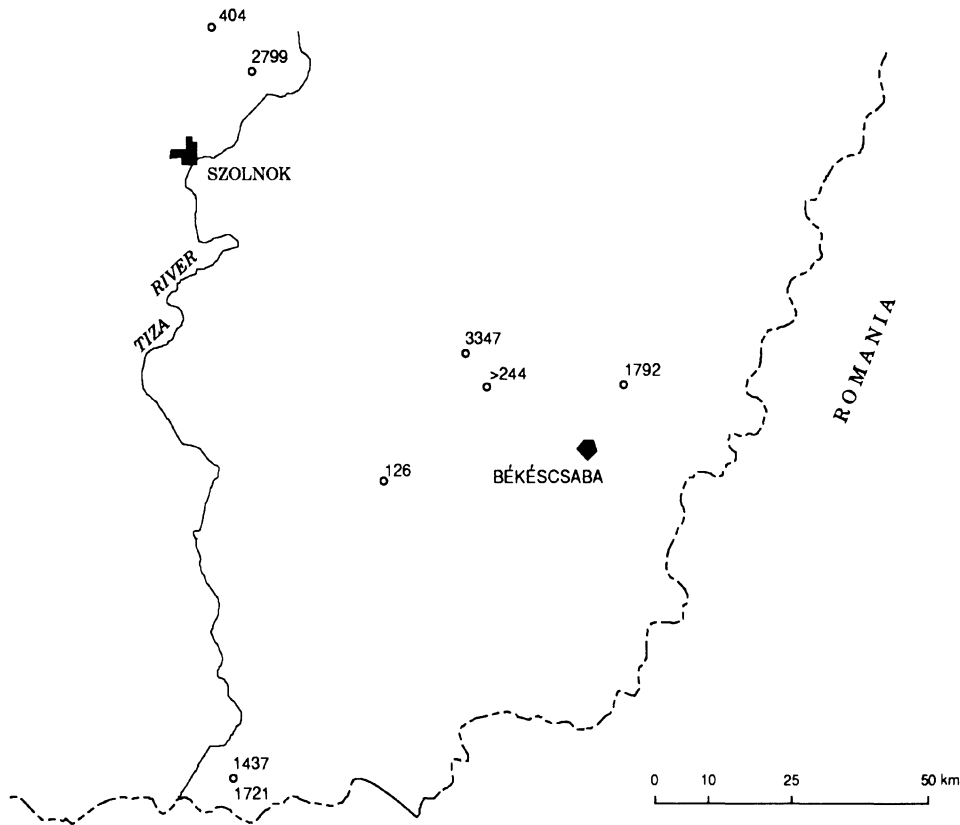 404
2799
SZOLNOK
TIZA RIVER
3347
>244
1792
ROMANIA
BÉKÉSCSABA
126
1437
1721
0 10 25 50 km